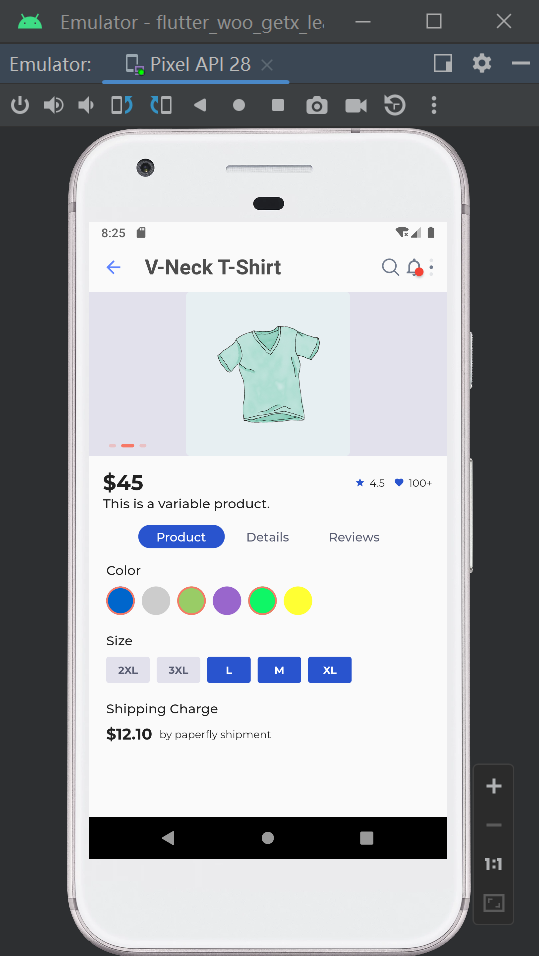 Emulator - flutter_woo_getx_le
Emulator: Pixel API 28
8:25
V-Neck T-Shirt
$45 4.5 100+
This is a variable product.
Product Details Reviews
Color
Size
2XL 3XL L M XL
Shipping Charge
$12.10 by paperfly shipment
1:1